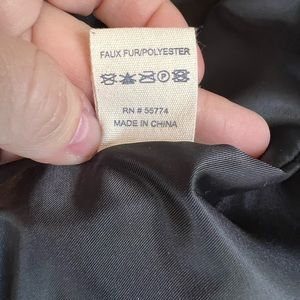 FAUX FUR/POLYESTER
P
RN # 55774
MADE IN CHINA